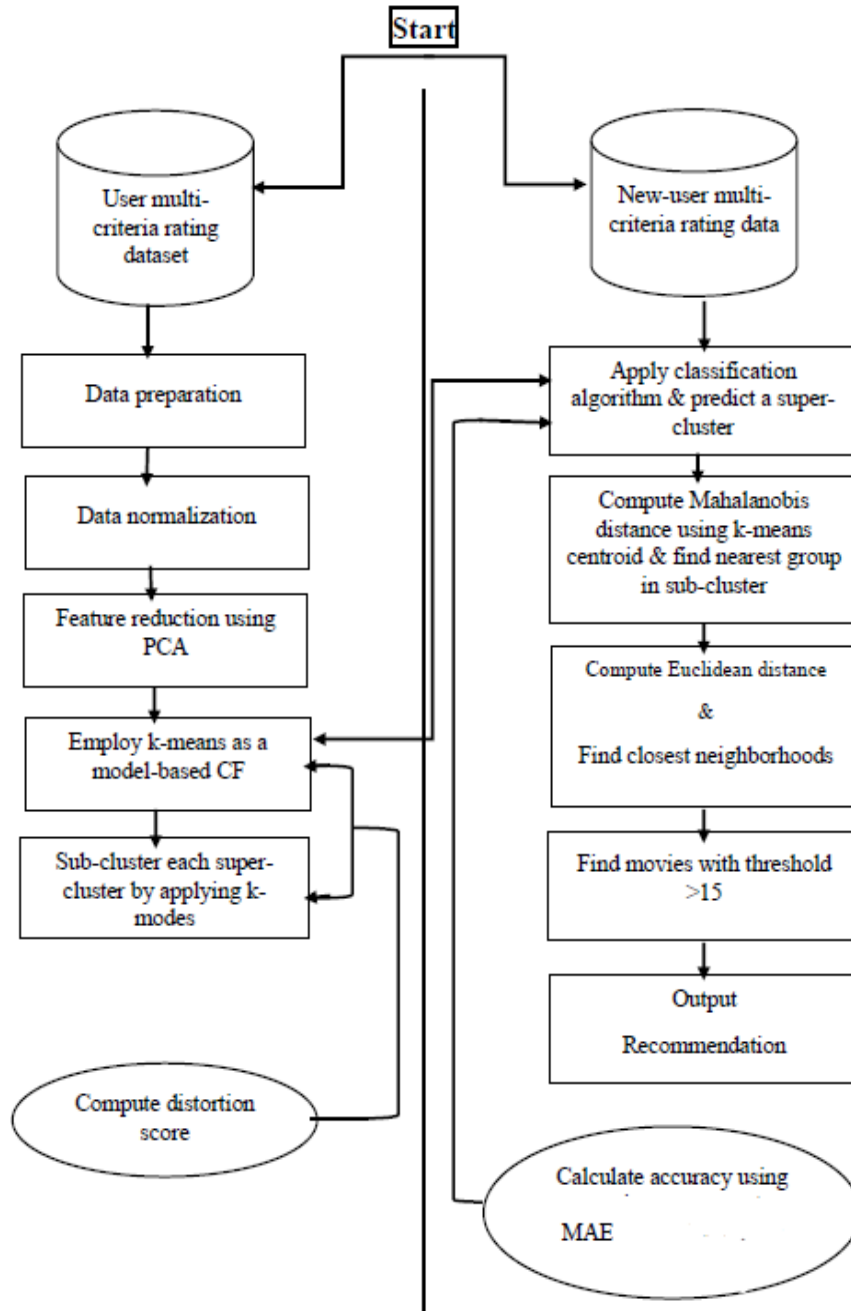 Start
User multi-
criteria rating
dataset
Data preparation
Data normalization
Feature reduction using
PCA
Employ k-means as a
model-based CF
Sub-cluster each super-
cluster by applying k-
modes
Compute distortion
score
New-user multi-
criteria rating data
Apply classification
algorithm & predict a super-
cluster
Compute Mahalanobis
distance using k-means
centroid & find nearest group
in sub-cluster
Compute Euclidean distance
&
Find closest neighborhoods
Find movies with threshold
>15
Output
Recommendation
Calculate accuracy using
MAE